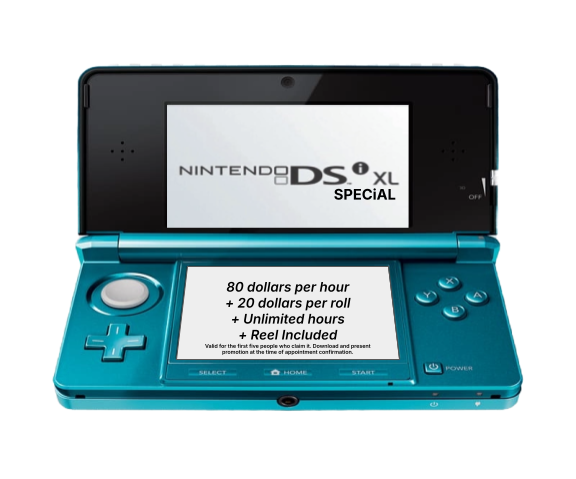 NINTENDO DSi XL
SPECiAL
OFF
80 dollars per hour
+ 20 dollars per roll
+ Unlimited hours
+ Reel Included
Valid for the first five people who claim it. Download and present
promotion at the time of appointment confirmation.
X
Y A
B
SELECT HOME START
POWER